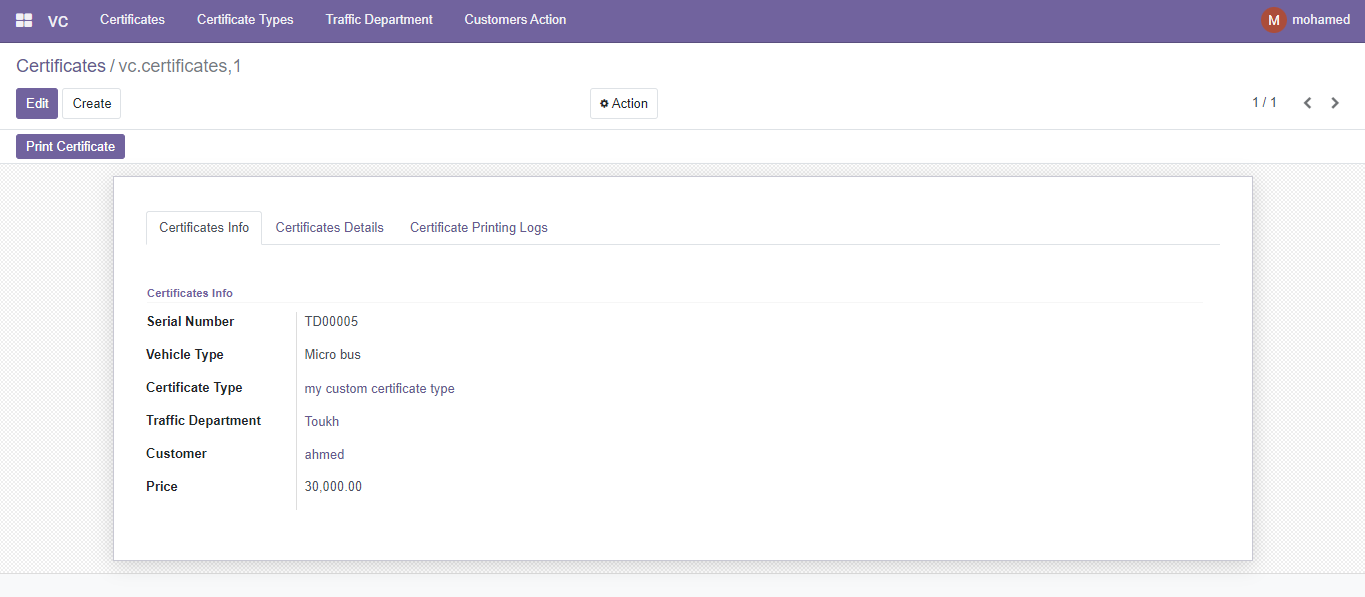 VC Certificates Certificate Types Traffic Department Customers Action M mohamed
Certificates / vc.certificates,1
Edit Create Action 1 / 1
Print Certificate
Certificates Info Certificates Details Certificate Printing Logs
Certificates Info
Serial Number TD00005
Vehicle Type Micro bus
Certificate Type my custom certificate type
Traffic Department Toukh
Customer ahmed
Price 30,000.00